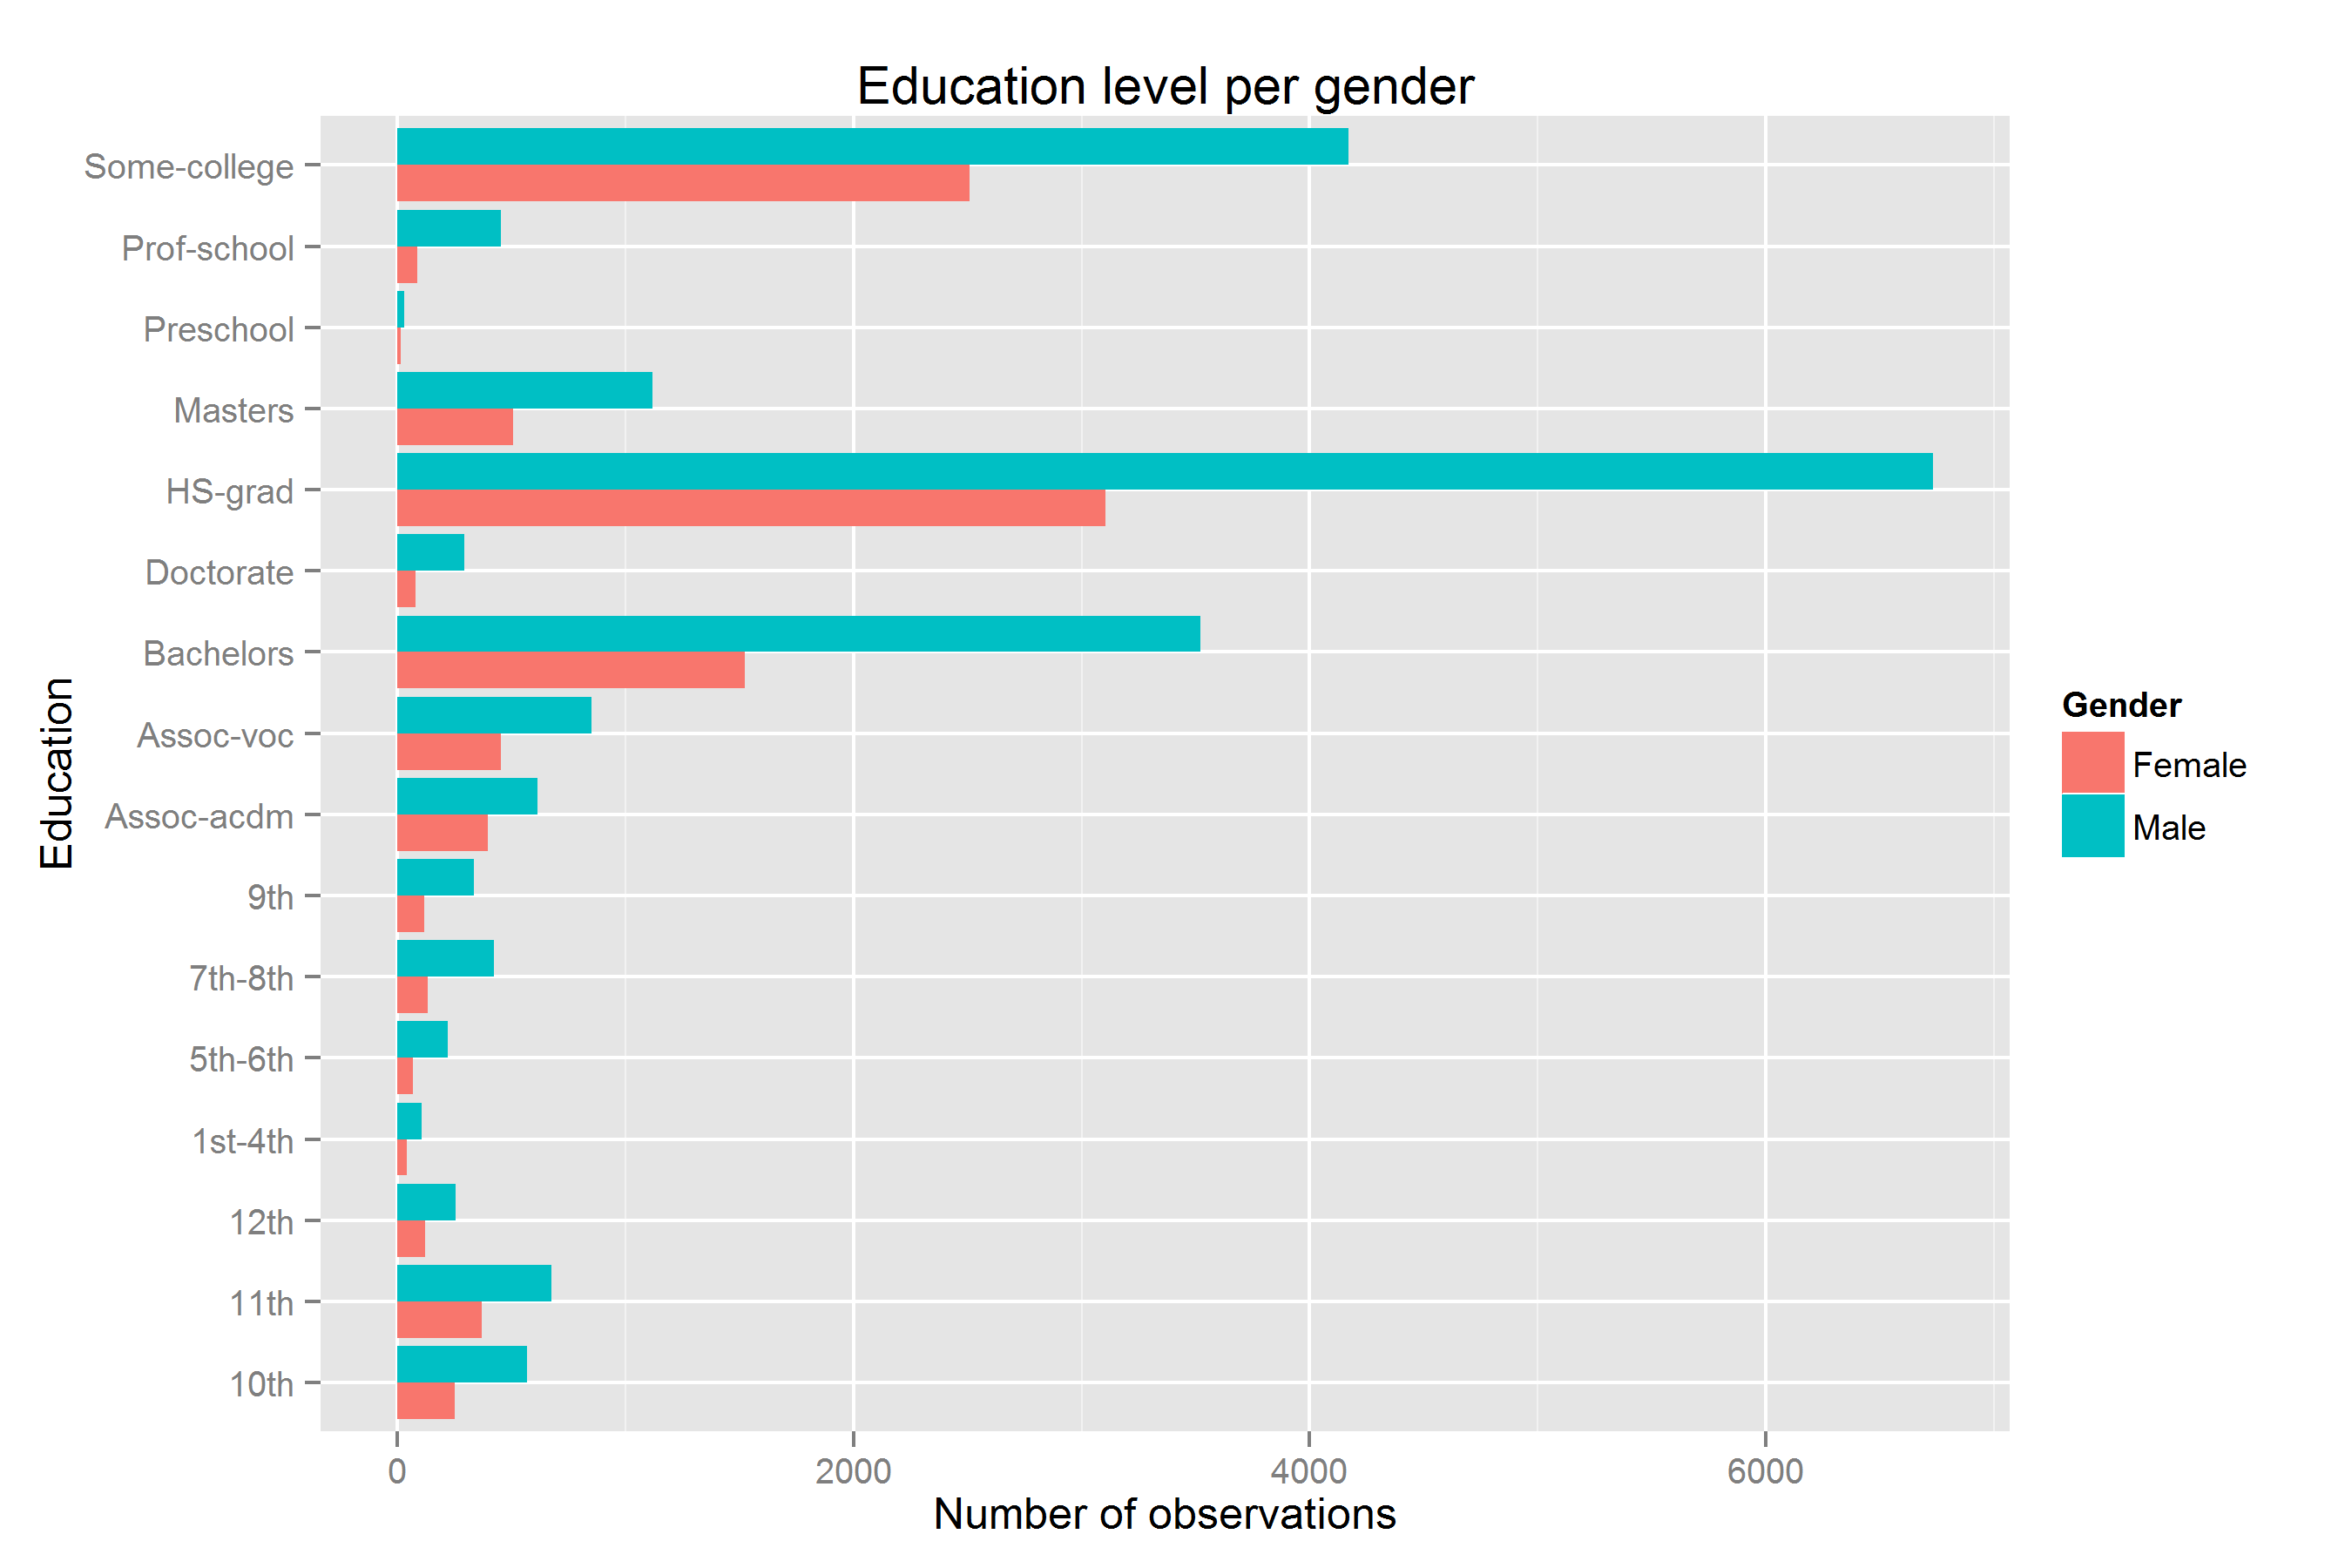 Education level per gender
Some-college
Prof-school
Preschool
Masters
HS-grad
Doctorate
Bachelors
Assoc-voc
Assoc-acdm
9th
7th-8th
5th-6th
1st-4th
12th
11th
10th
Education
0 2000 4000 6000
Number of observations
Gender
Female
Male